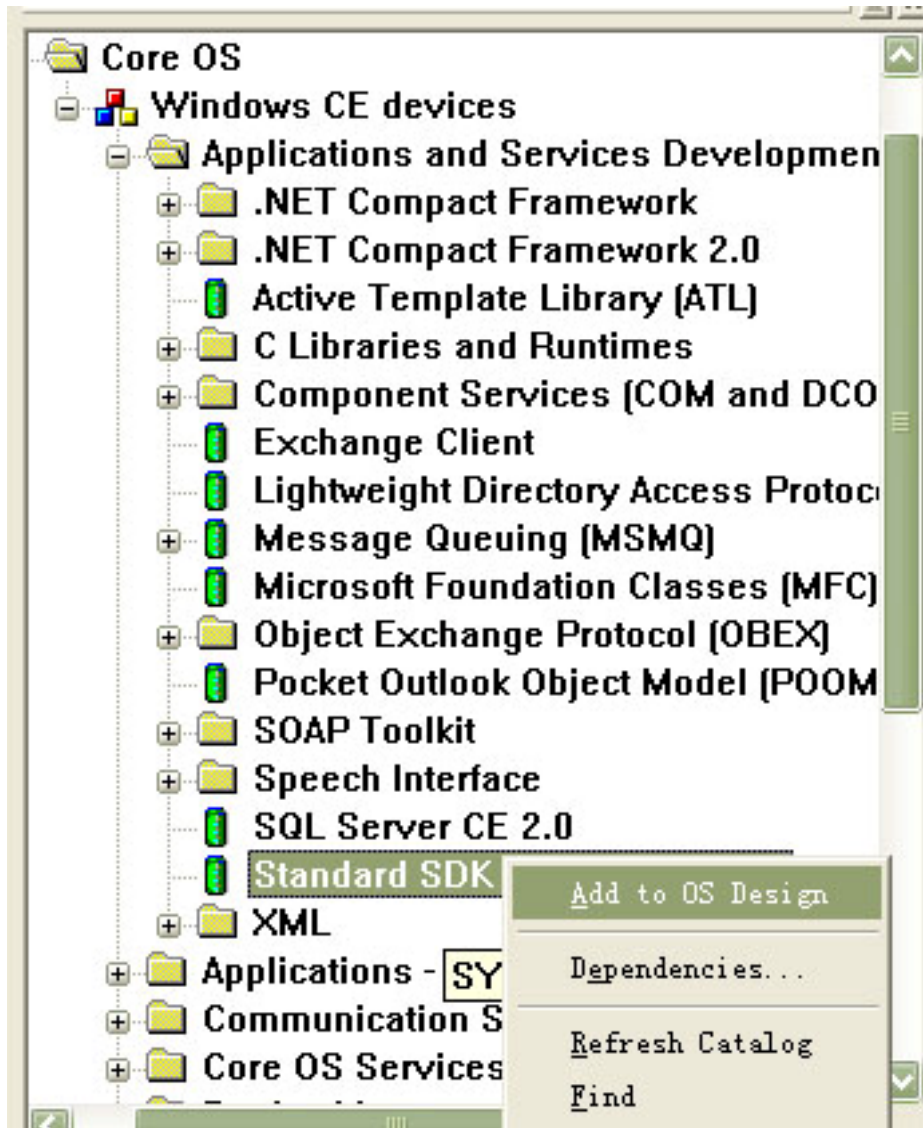 Core OS
Windows CE devices
Applications and Services Developmen
.NET Compact Framework
.NET Compact Framework 2.0
Active Template Library (ATL)
C Libraries and Runtimes
Component Services (COM and DCO
Exchange Client
Lightweight Directory Access Protoc
Message Queuing (MSMQ)
Microsoft Foundation Classes (MFC)
Object Exchange Protocol (OBEX)
Pocket Outlook Object Model (POOM
SOAP Toolkit
Speech Interface
SQL Server CE 2.0
Standard SDK
Add to OS Design
XML
Dependencies...
Applications - SY
Communication S
Refresh Catalog
Core OS Services
Find